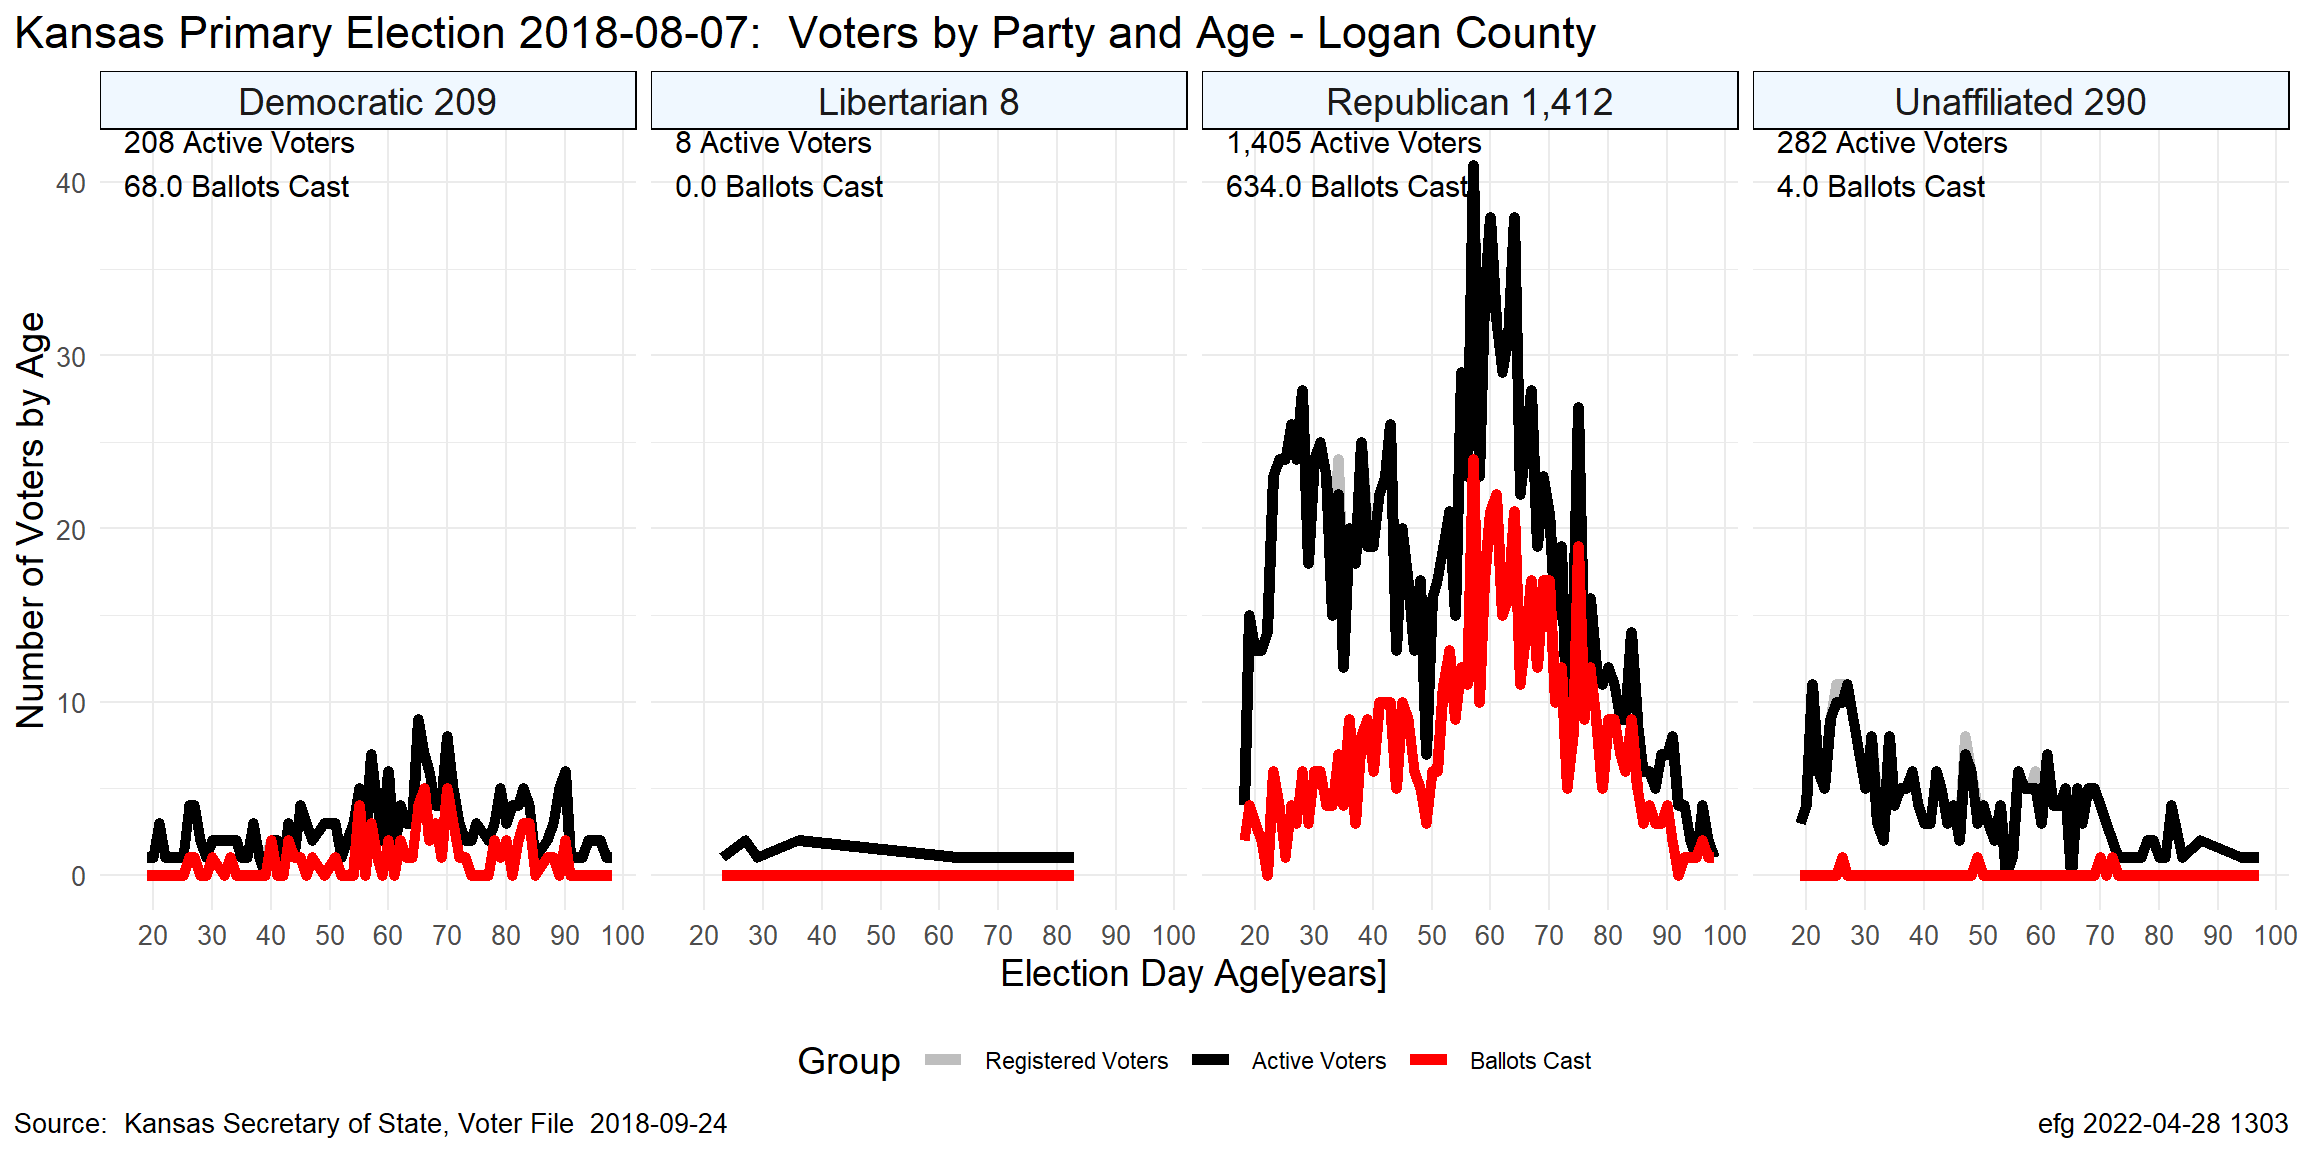 Kansas Primary Election 2018-08-07:  Voters by Party and Age - Logan County
Democratic 209
Libertarian 8
Republican 1,412
Unaffiliated 290
208 Active Voters
68.0 Ballots Cast
8 Active Voters
0.0 Ballots Cast
1,405 Active Voters
634.0 Ballots Cast
282 Active Voters
4.0 Ballots Cast
Number of Voters by Age
40
30
20
10
0
20 30 40 50 60 70 80 90 100
20 30 40 50 60 70 80 90 100
20 30 40 50 60 70 80 90 100
20 30 40 50 60 70 80 90 100
Election Day Age[years]
Group Registered Voters Active Voters Ballots Cast
Source:  Kansas Secretary of State, Voter File  2018-09-24
efg 2022-04-28 1303